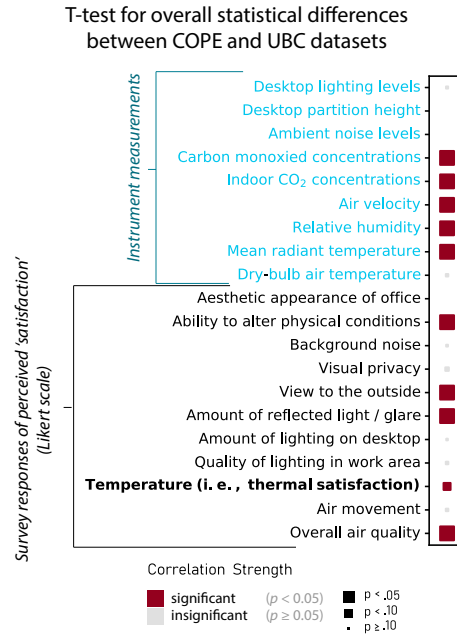 T-test for overall statistical differences
between COPE and UBC datasets
Instrument measurements
Desktop lighting levels
Desktop partition height
Ambient noise levels
Carbon monoxied concentrations
Indoor CO₂ concentrations
Air velocity
Relative humidity
Mean radiant temperature
Dry-bulb air temperature
Survey responses of perceived 'satisfaction'
(Likert scale)
Aesthetic appearance of office
Ability to alter physical conditions
Background noise
Visual privacy
View to the outside
Amount of reflected light / glare
Amount of lighting on desktop
Quality of lighting in work area
Temperature (i. e., thermal satisfaction)
Air movement
Overall air quality
Correlation Strength
significant (p < 0.05)
insignificant (p ≥ 0.05)
p < .05
p < .10
p ≥ .10